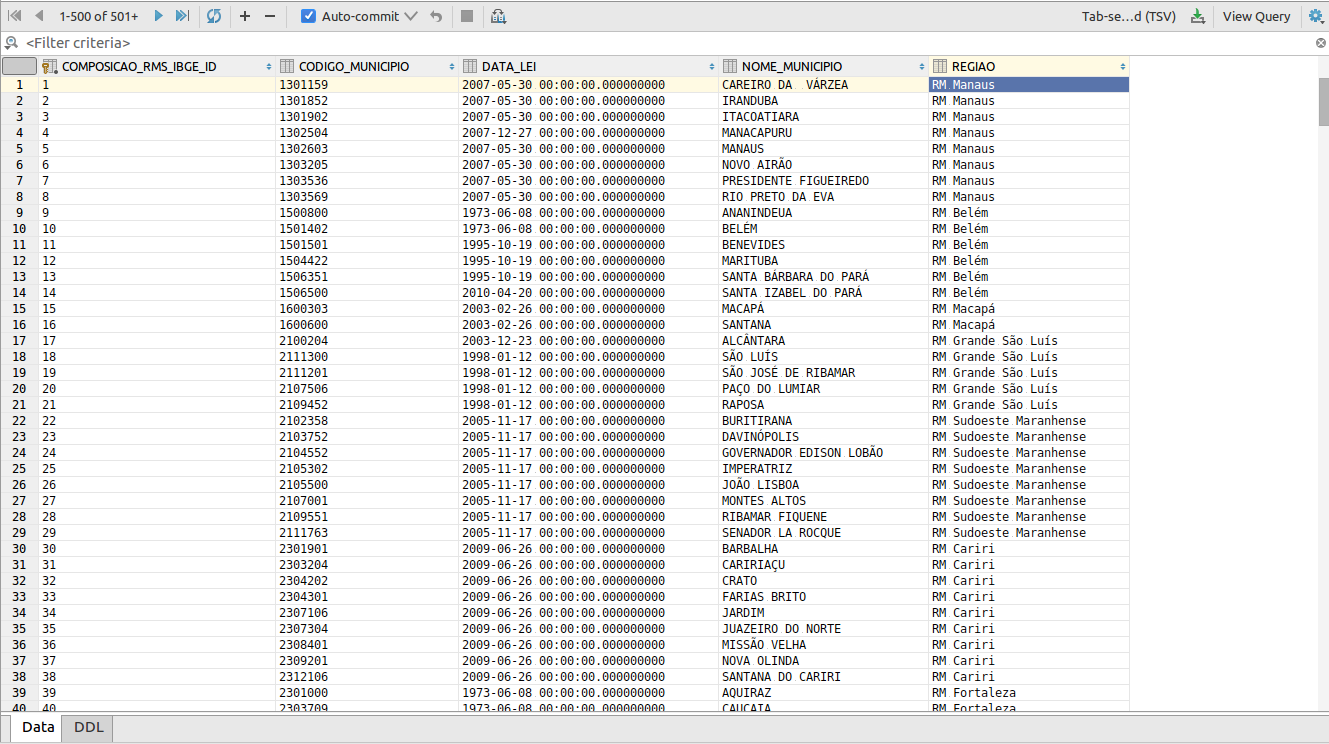 1-500 of 501+ Auto-commit Tab-se...d (TSV) View Query
<Filter criteria>
COMPOSICAO_RMS_IBGE_ID CODIGO_MUNICIPIO DATA_LEI NOME_MUNICIPIO REGIAO
1 1 1301159 2007-05-30 00:00:00.000000000 CAREIRO DA VÁRZEA RM Manaus
2 2 1301852 2007-05-30 00:00:00.000000000 IRANDUBA RM Manaus
3 3 1301902 2007-05-30 00:00:00.000000000 ITACOATIARA RM Manaus
4 4 1302504 2007-12-27 00:00:00.000000000 MANACAPURU RM Manaus
5 5 1302603 2007-05-30 00:00:00.000000000 MANAUS RM Manaus
6 6 1303205 2007-05-30 00:00:00.000000000 NOVO AIRÃO RM Manaus
7 7 1303536 2007-05-30 00:00:00.000000000 PRESIDENTE FIGUEIREDO RM Manaus
8 8 1303569 2007-05-30 00:00:00.000000000 RIO PRETO DA EVA RM Manaus
9 9 1500800 1973-06-08 00:00:00.000000000 ANANINDEUA RM Belém
10 10 1501402 1973-06-08 00:00:00.000000000 BELÉM RM Belém
11 11 1501501 1995-10-19 00:00:00.000000000 BENEVIDES RM Belém
12 12 1504422 1995-10-19 00:00:00.000000000 MARITUBA RM Belém
13 13 1506351 1995-10-19 00:00:00.000000000 SANTA BÁRBARA DO PARÁ RM Belém
14 14 1506500 2010-04-20 00:00:00.000000000 SANTA IZABEL DO PARÁ RM Belém
15 15 1600303 2003-02-26 00:00:00.000000000 MACAPÁ RM Macapá
16 16 1600600 2003-02-26 00:00:00.000000000 SANTANA RM Macapá
17 17 2100204 2003-12-23 00:00:00.000000000 ALCÂNTARA RM Grande São Luís
18 18 2111300 1998-01-12 00:00:00.000000000 SÃO LUÍS RM Grande São Luís
19 19 2111201 1998-01-12 00:00:00.000000000 SÃO JOSÉ DE RIBAMAR RM Grande São Luís
20 20 2107506 1998-01-12 00:00:00.000000000 PAÇO DO LUMIAR RM Grande São Luís
21 21 2109452 1998-01-12 00:00:00.000000000 RAPOSA RM Grande São Luís
22 22 2102358 2005-11-17 00:00:00.000000000 BURITIRANA RM Sudoeste Maranhense
23 23 2103752 2005-11-17 00:00:00.000000000 DAVINÓPOLIS RM Sudoeste Maranhense
24 24 2104552 2005-11-17 00:00:00.000000000 GOVERNADOR EDISON LOBÃO RM Sudoeste Maranhense
25 25 2105302 2005-11-17 00:00:00.000000000 IMPERATRIZ RM Sudoeste Maranhense
26 26 2105500 2005-11-17 00:00:00.000000000 JOÃO LISBOA RM Sudoeste Maranhense
27 27 2107001 2005-11-17 00:00:00.000000000 MONTES ALTOS RM Sudoeste Maranhense
28 28 2109551 2005-11-17 00:00:00.000000000 RIBAMAR FIQUENE RM Sudoeste Maranhense
29 29 2111763 2005-11-17 00:00:00.000000000 SENADOR LA ROCQUE RM Sudoeste Maranhense
30 30 2301901 2009-06-26 00:00:00.000000000 BARBALHA RM Cariri
31 31 2303204 2009-06-26 00:00:00.000000000 CARIRIAÇU RM Cariri
32 32 2304202 2009-06-26 00:00:00.000000000 CRATO RM Cariri
33 33 2304301 2009-06-26 00:00:00.000000000 FARIAS BRITO RM Cariri
34 34 2307106 2009-06-26 00:00:00.000000000 JARDIM RM Cariri
35 35 2307304 2009-06-26 00:00:00.000000000 JUAZEIRO DO NORTE RM Cariri
36 36 2308401 2009-06-26 00:00:00.000000000 MISSÃO VELHA RM Cariri
37 37 2309201 2009-06-26 00:00:00.000000000 NOVA OLINDA RM Cariri
38 38 2312106 2009-06-26 00:00:00.000000000 SANTANA DO CARIRI RM Cariri
39 39 2301000 1973-06-08 00:00:00.000000000 AQUIRAZ RM Fortaleza
40 40 2303709 1973-06-08 00:00:00.000000000 CAUCAIA RM Fortaleza
Data DDL